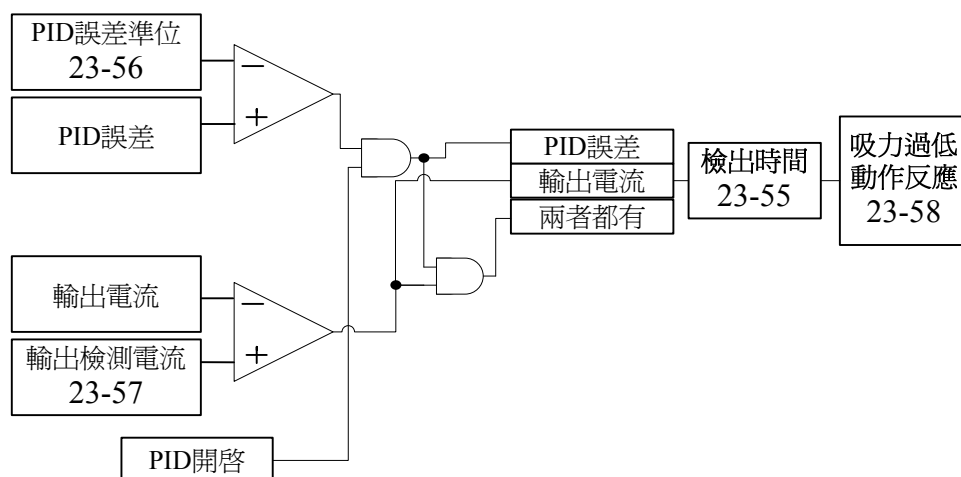 PID誤差準位
23-56
PID誤差
PID誤差
輸出電流
兩者都有
檢出時間
23-55
吸力過低
動作反應
23-58
輸出電流
輸出檢測電流
23-57
PID開啓